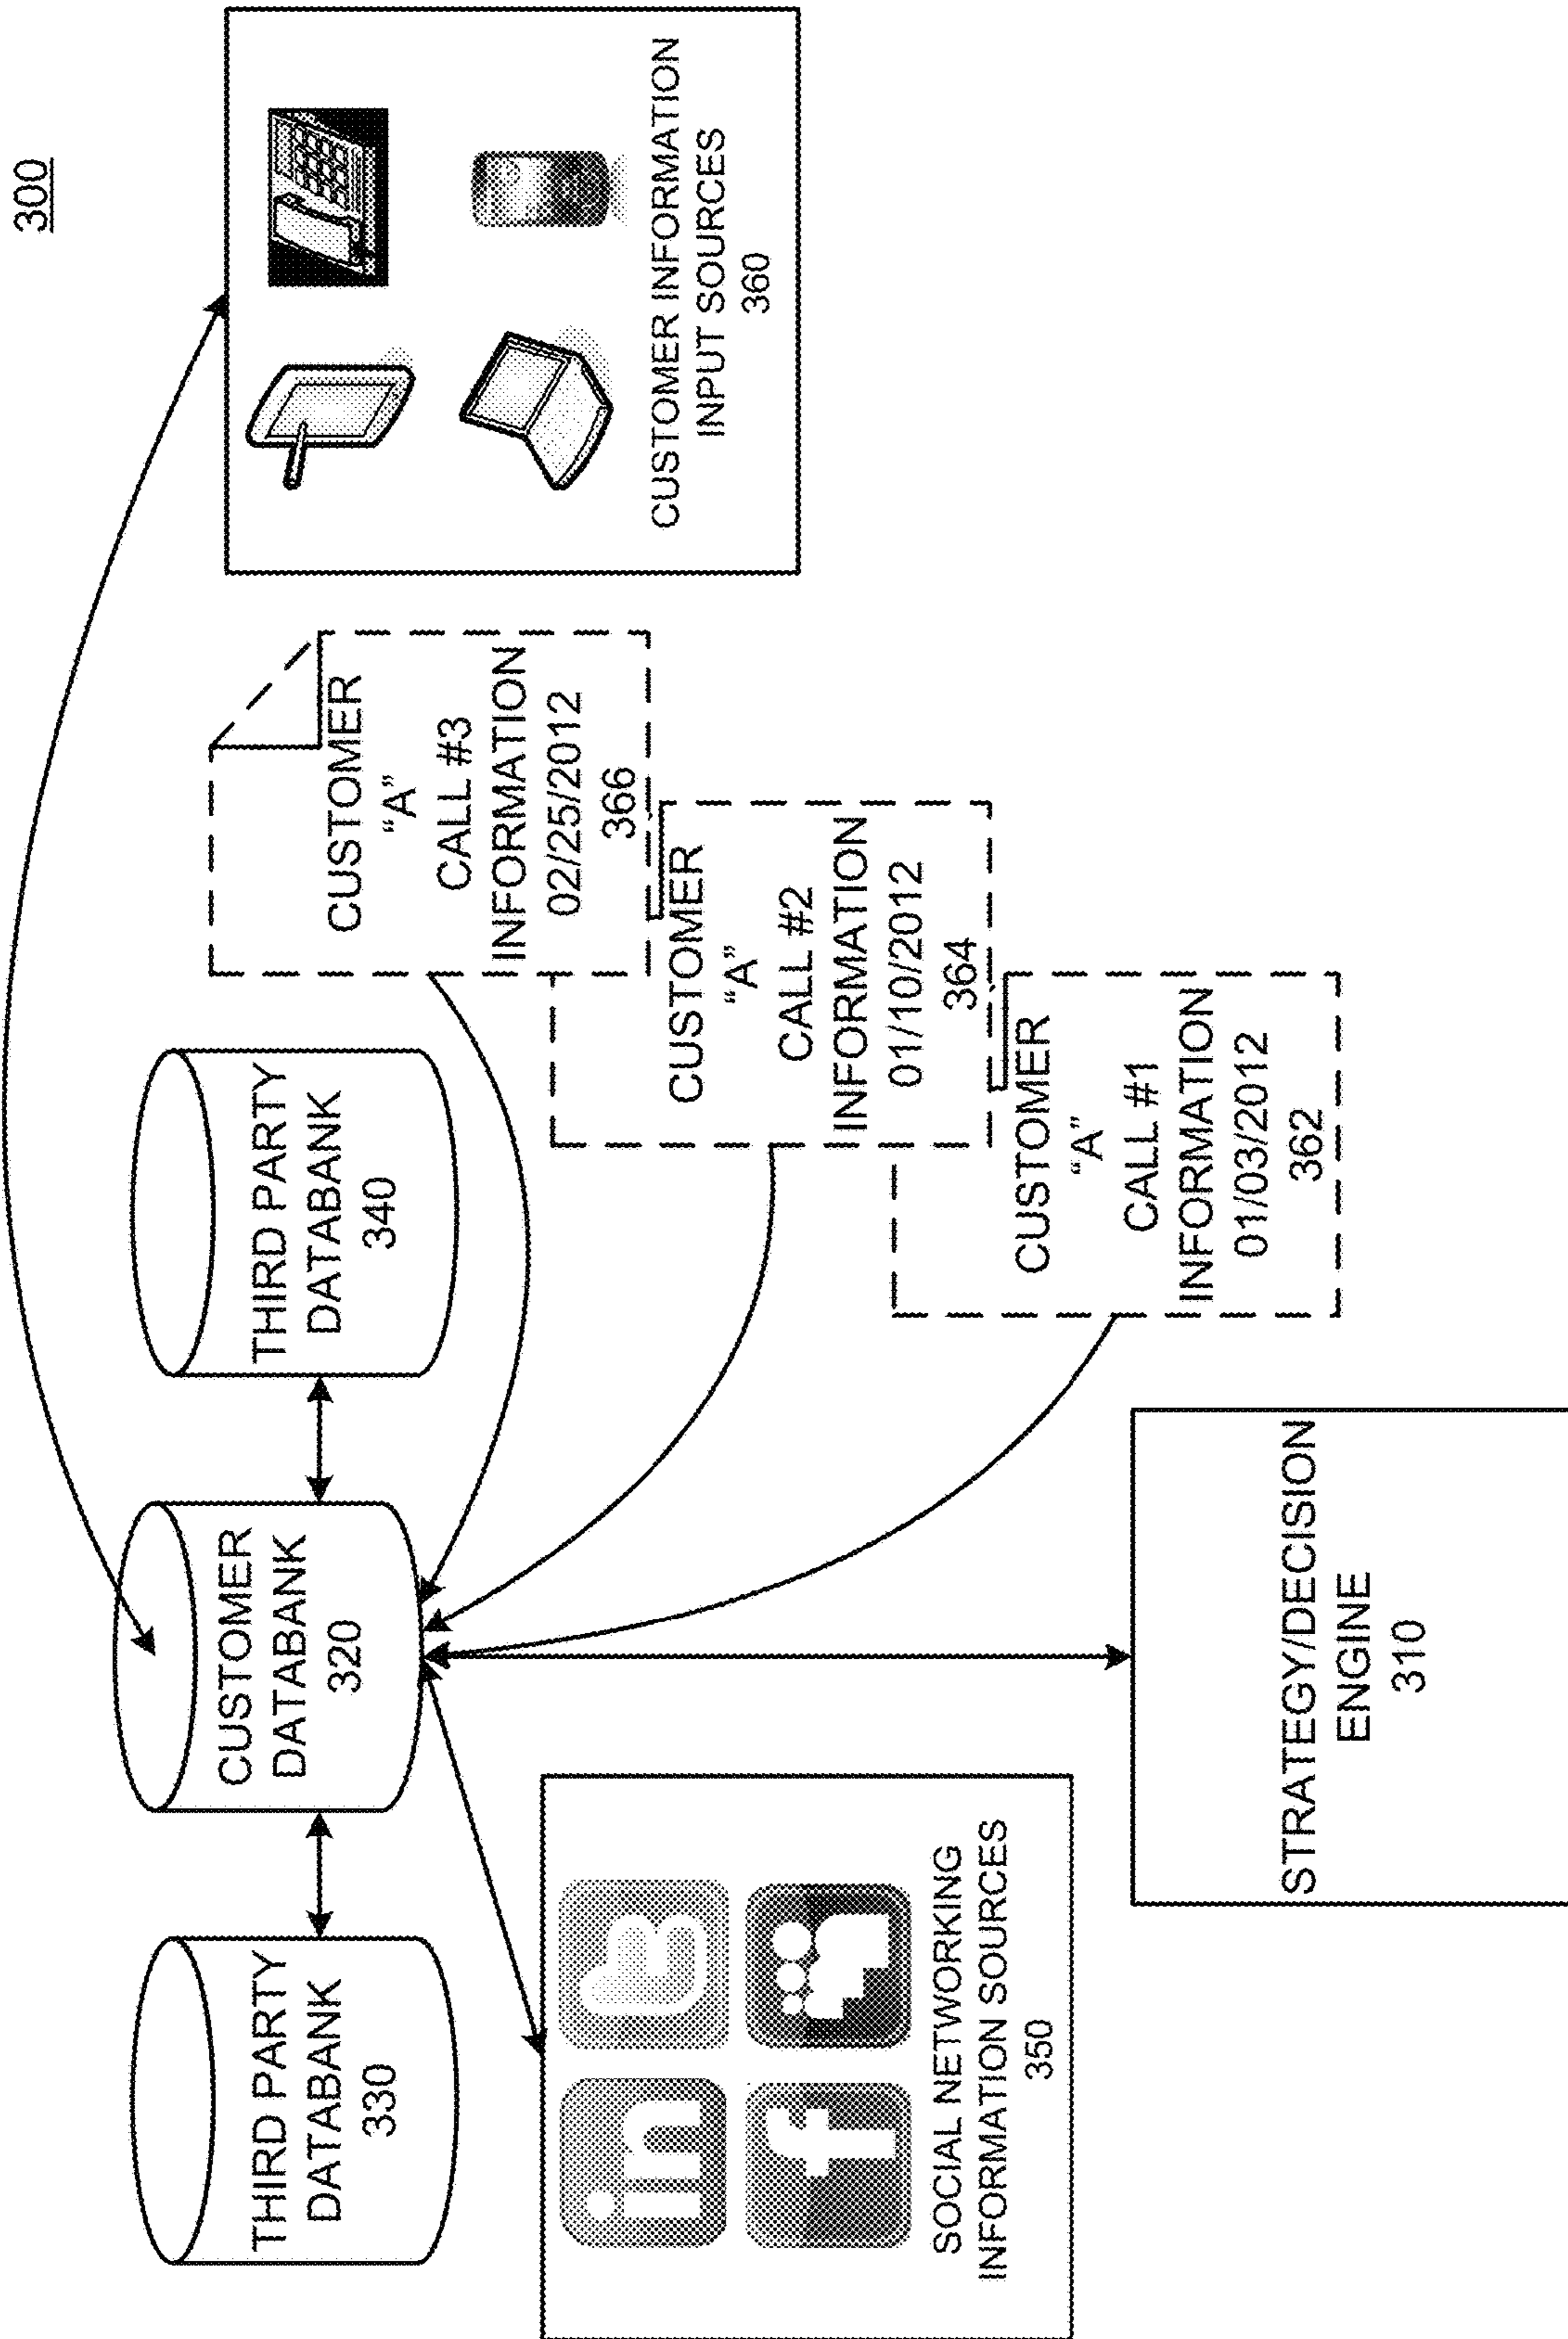 300
THIRD PARTY
DATABANK
330
CUSTOMER
DATABANK
320
THIRD PARTY
DATABANK
340
in
t
f
SOCIAL NETWORKING
INFORMATION SOURCES
350
STRATEGY/DECISION
ENGINE
310
CUSTOMER
"A"
CALL #3
INFORMATION
02/25/2012
366
CUSTOMER
"A"
CALL #2
INFORMATION
01/10/2012
364
CUSTOMER
"A"
CALL #1
INFORMATION
01/03/2012
362
CUSTOMER INFORMATION
INPUT SOURCES
360